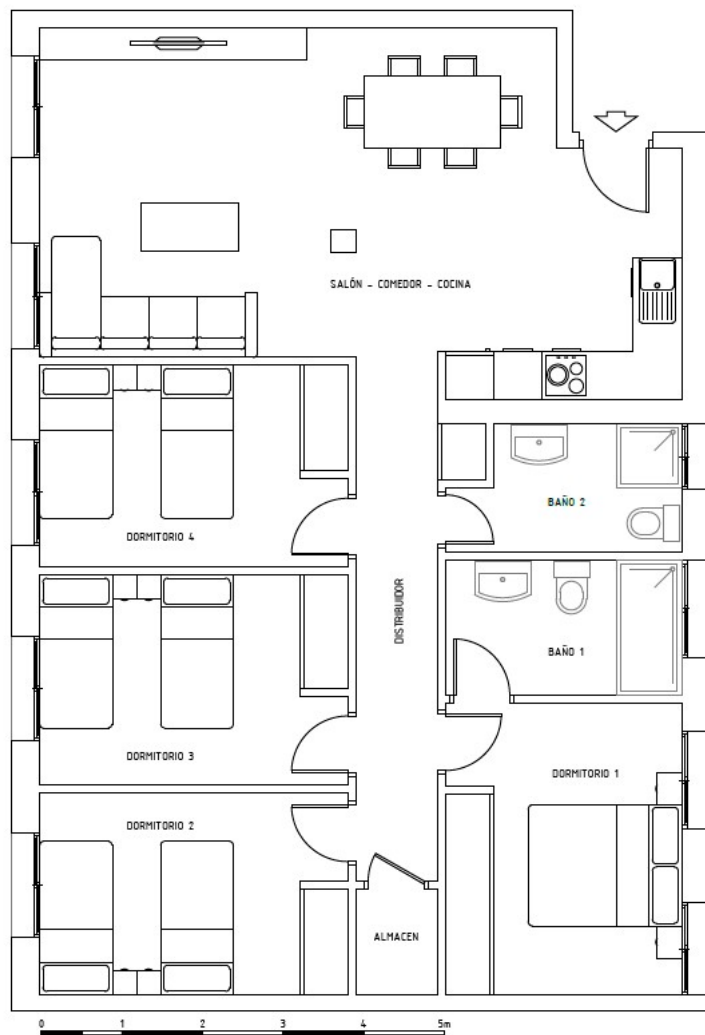 SALÓN - COMEDOR - COCINA
BAÑO 2
DORMITORIO 4
DISTRIBUIDOR
BAÑO 1
DORMITORIO 3
DORMITORIO 1
DORMITORIO 2
ALMACEN
0 1 2 3 4 5m